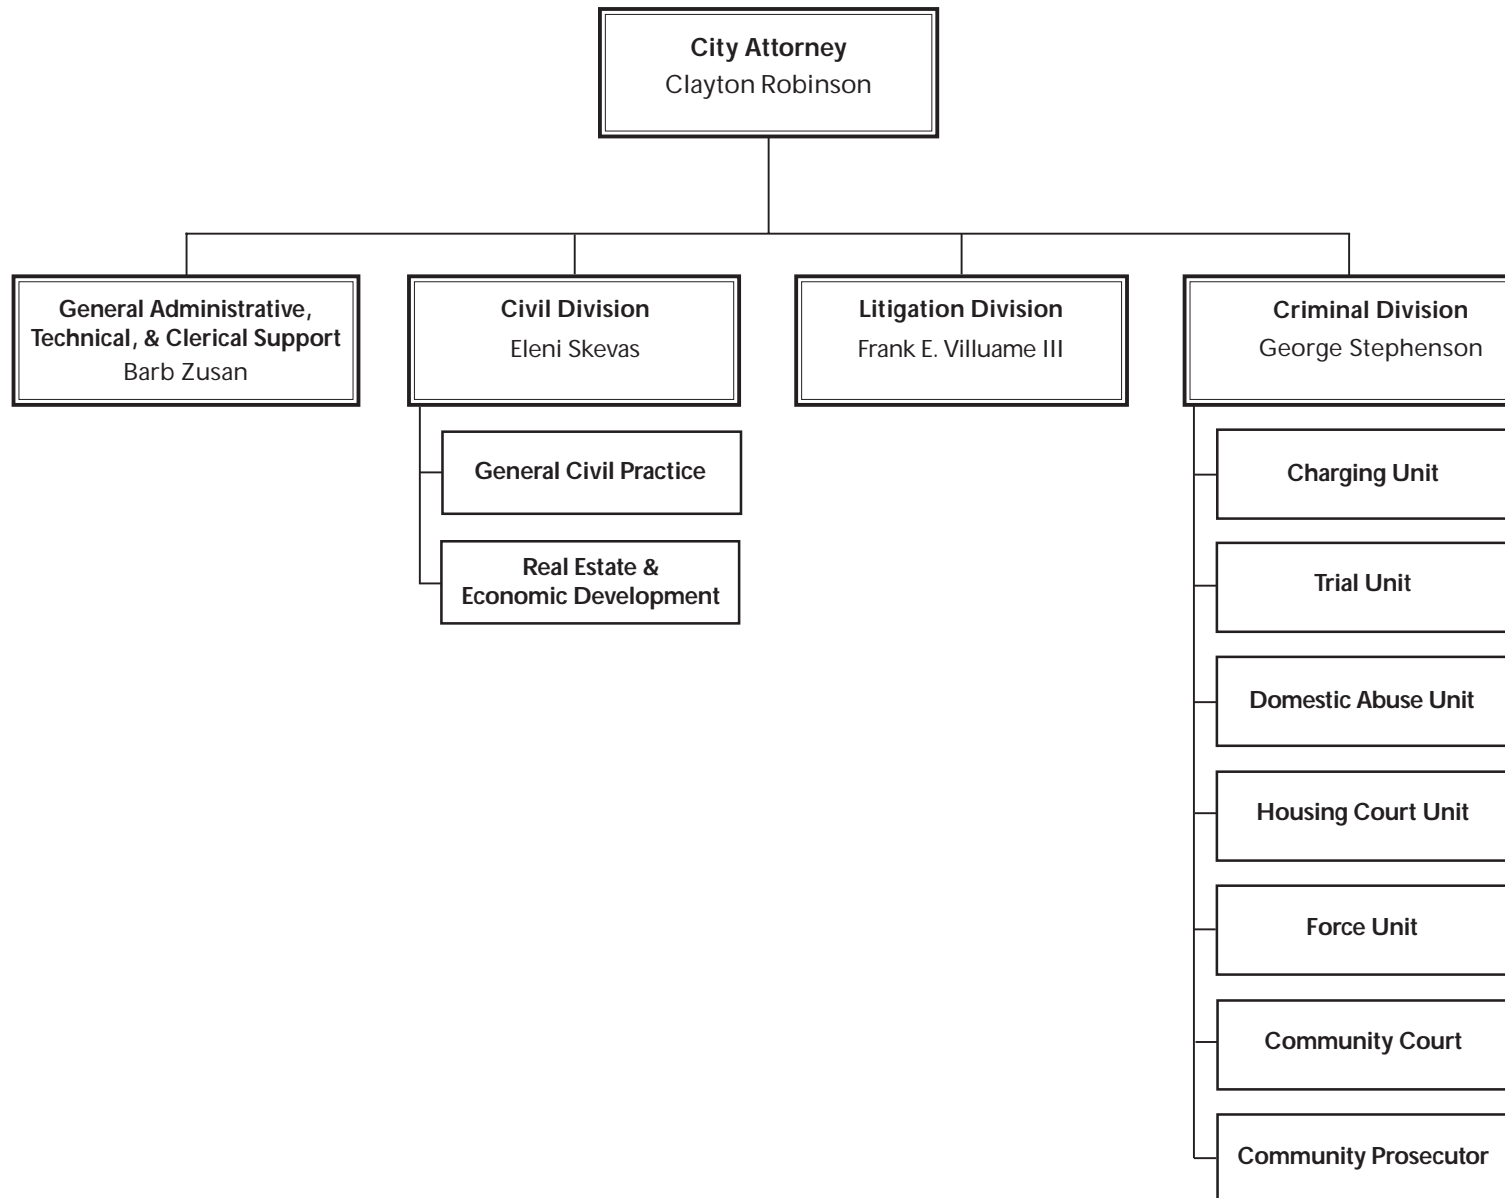 City Attorney
Clayton Robinson
General Administrative,
Technical, & Clerical Support
Barb Zusan
Civil Division
Eleni Skevas
Litigation Division
Frank E. Villuame III
Criminal Division
George Stephenson
General Civil Practice
Real Estate &
Economic Development
Charging Unit
Trial Unit
Domestic Abuse Unit
Housing Court Unit
Force Unit
Community Court
Community Prosecutor